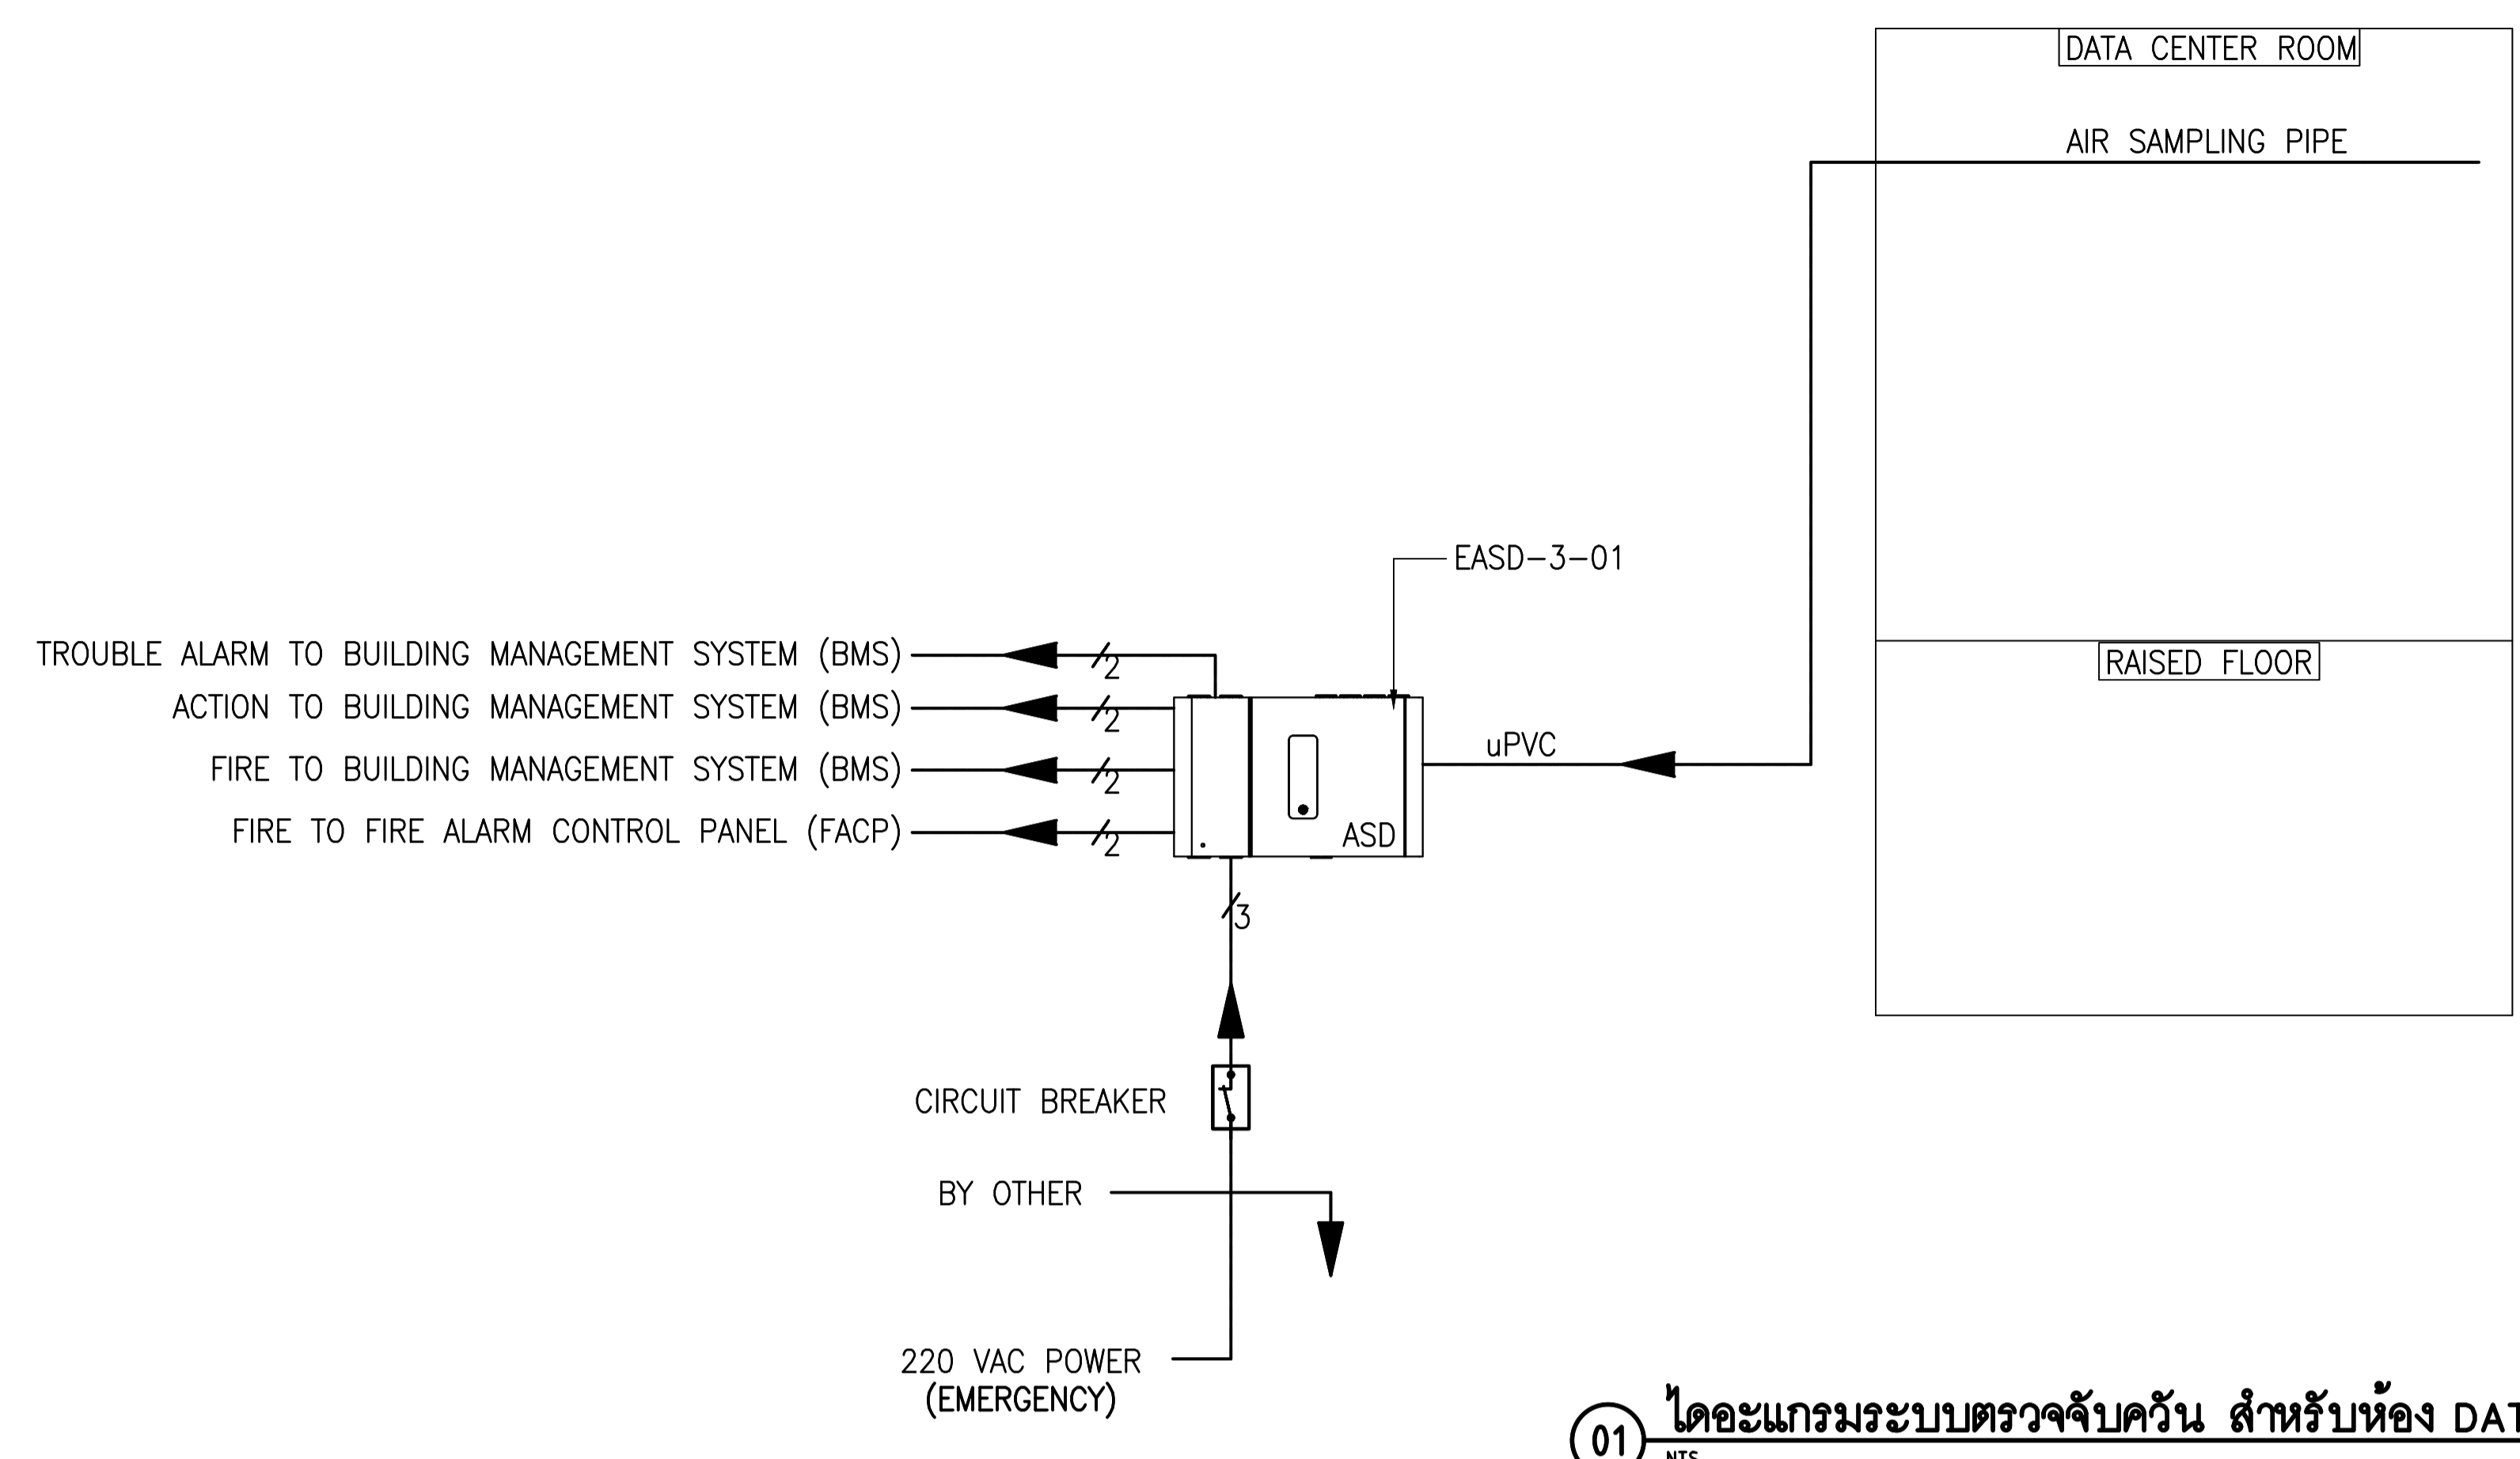 DATA CENTER ROOM
AIR SAMPLING PIPE
EASD-3-01
TROUBLE ALARM TO BUILDING MANAGEMENT SYSTEM (BMS)
2
RAISED FLOOR
ACTION TO BUILDING MANAGEMENT SYSTEM (BMS)
2
uPVC
FIRE TO BUILDING MANAGEMENT SYSTEM (BMS)
2
FIRE TO FIRE ALARM CONTROL PANEL (FACP)
2
ASD
3
CIRCUIT BREAKER
BY OTHER
220 VAC POWER
(EMERGENCY)
01
ไดอะแกรมระบบตรวจจับควัน สำหรับห้อง DAT
NTS